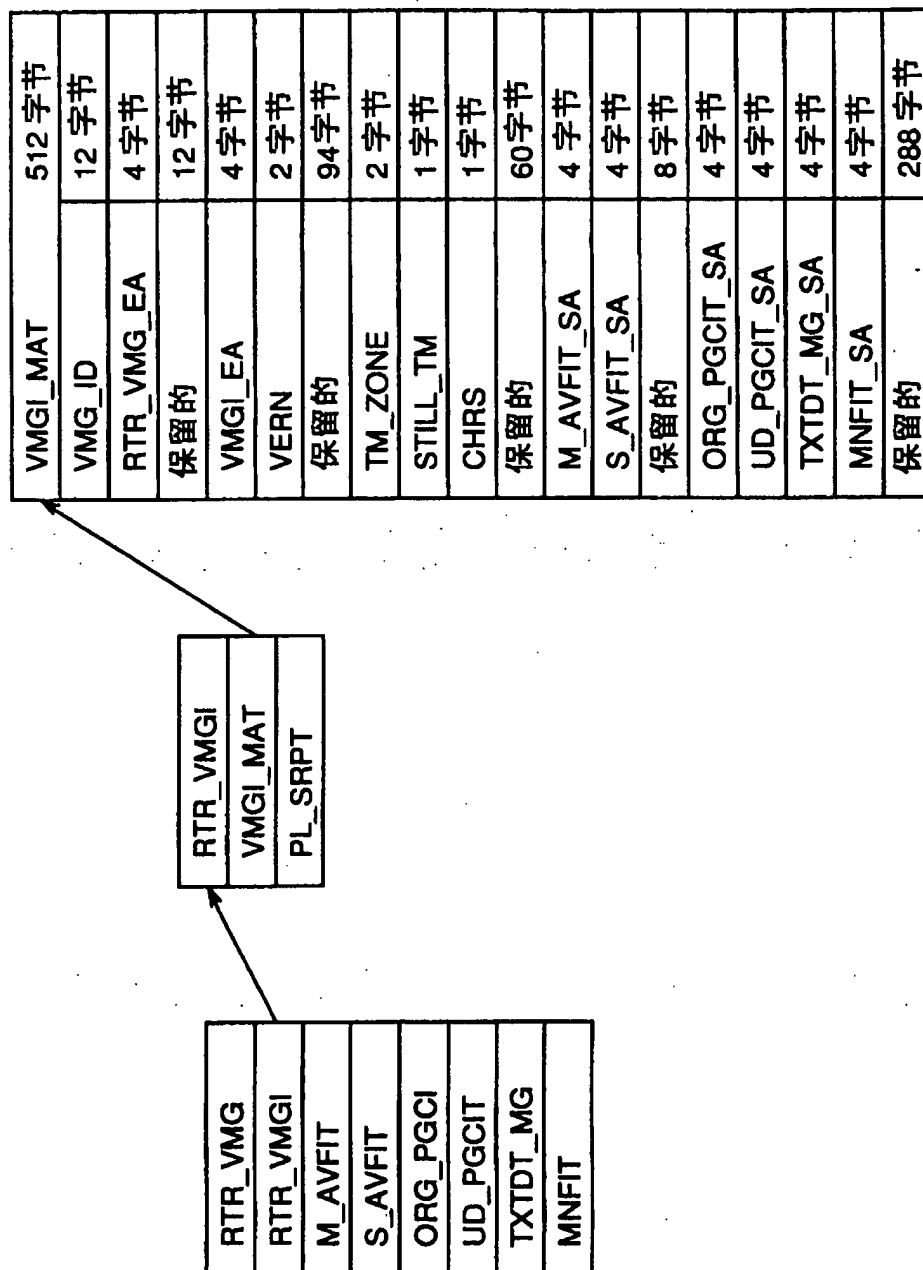 VMGI_MAT 512 字节
VMG_ID 12 字节
RTR_VMG_EA 4 字节
保留的 12 字节
VMGI_EA 4 字节
VERN 2 字节
保留的 94字节
TM_ZONE 2 字节
STILL_TM 1 字节
CHRS 1字节
保留的 60字节
M_AVFIT_SA 4 字节
S_AVFIT_SA 4 字节
保留的 8字节
ORG_PGCIT_SA 4 字节
UD_PGCIT_SA 4 字节
TXTDT_MG_SA 4 字节
MNFIT_SA 4字节
保留的 288 字节
RTR_VMGI
VMGI_MAT
PL_SRPT
RTR_VMG
RTR_VMGI
M_AVFIT
S_AVFIT
ORG_PGCI
UD_PGCIT
TXTDT_MG
MNFIT